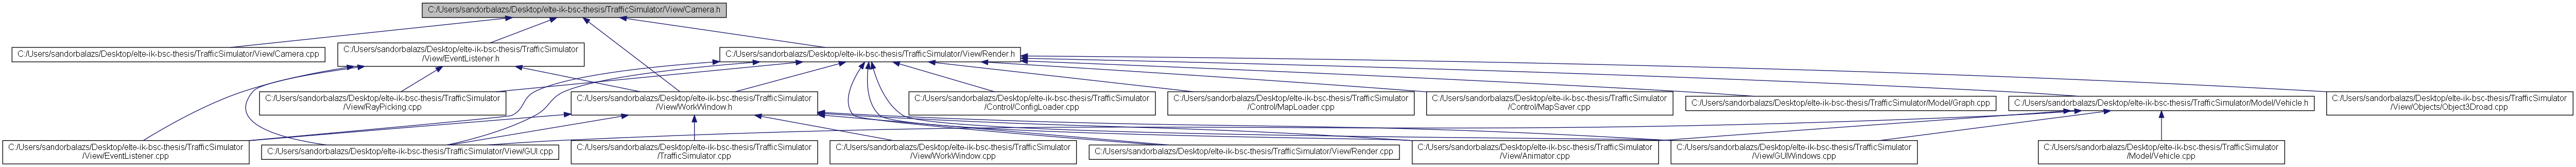 C:/Users/sandorbalazs/Desktop/elte-ik-bsc-thesis/TrafficSimulator/View/Camera.h
C:/Users/sandorbalazs/Desktop/elte-ik-bsc-thesis/TrafficSimulator/View/Camera.cpp
C:/Users/sandorbalazs/Desktop/elte-ik-bsc-thesis/TrafficSimulator
/View/EventListener.h
C:/Users/sandorbalazs/Desktop/elte-ik-bsc-thesis/TrafficSimulator/View/Render.h
C:/Users/sandorbalazs/Desktop/elte-ik-bsc-thesis/TrafficSimulator
/View/RayPicking.cpp
C:/Users/sandorbalazs/Desktop/elte-ik-bsc-thesis/TrafficSimulator
/View/WorkWindow.h
C:/Users/sandorbalazs/Desktop/elte-ik-bsc-thesis/TrafficSimulator
/Control/ConfigLoader.cpp
C:/Users/sandorbalazs/Desktop/elte-ik-bsc-thesis/TrafficSimulator
/Control/MapLoader.cpp
C:/Users/sandorbalazs/Desktop/elte-ik-bsc-thesis/TrafficSimulator
/Control/MapSaver.cpp
C:/Users/sandorbalazs/Desktop/elte-ik-bsc-thesis/TrafficSimulator/Model/Graph.cpp
C:/Users/sandorbalazs/Desktop/elte-ik-bsc-thesis/TrafficSimulator/Model/Vehicle.h
C:/Users/sandorbalazs/Desktop/elte-ik-bsc-thesis/TrafficSimulator
/View/Objects/Object3Droad.cpp
C:/Users/sandorbalazs/Desktop/elte-ik-bsc-thesis/TrafficSimulator
/View/EventListener.cpp
C:/Users/sandorbalazs/Desktop/elte-ik-bsc-thesis/TrafficSimulator/View/GUI.cpp
C:/Users/sandorbalazs/Desktop/elte-ik-bsc-thesis/TrafficSimulator
/TrafficSimulator.cpp
C:/Users/sandorbalazs/Desktop/elte-ik-bsc-thesis/TrafficSimulator
/View/WorkWindow.cpp
C:/Users/sandorbalazs/Desktop/elte-ik-bsc-thesis/TrafficSimulator/View/Render.cpp
C:/Users/sandorbalazs/Desktop/elte-ik-bsc-thesis/TrafficSimulator
/View/Animator.cpp
C:/Users/sandorbalazs/Desktop/elte-ik-bsc-thesis/TrafficSimulator
/View/GUIWindows.cpp
C:/Users/sandorbalazs/Desktop/elte-ik-bsc-thesis/TrafficSimulator
/Model/Vehicle.cpp